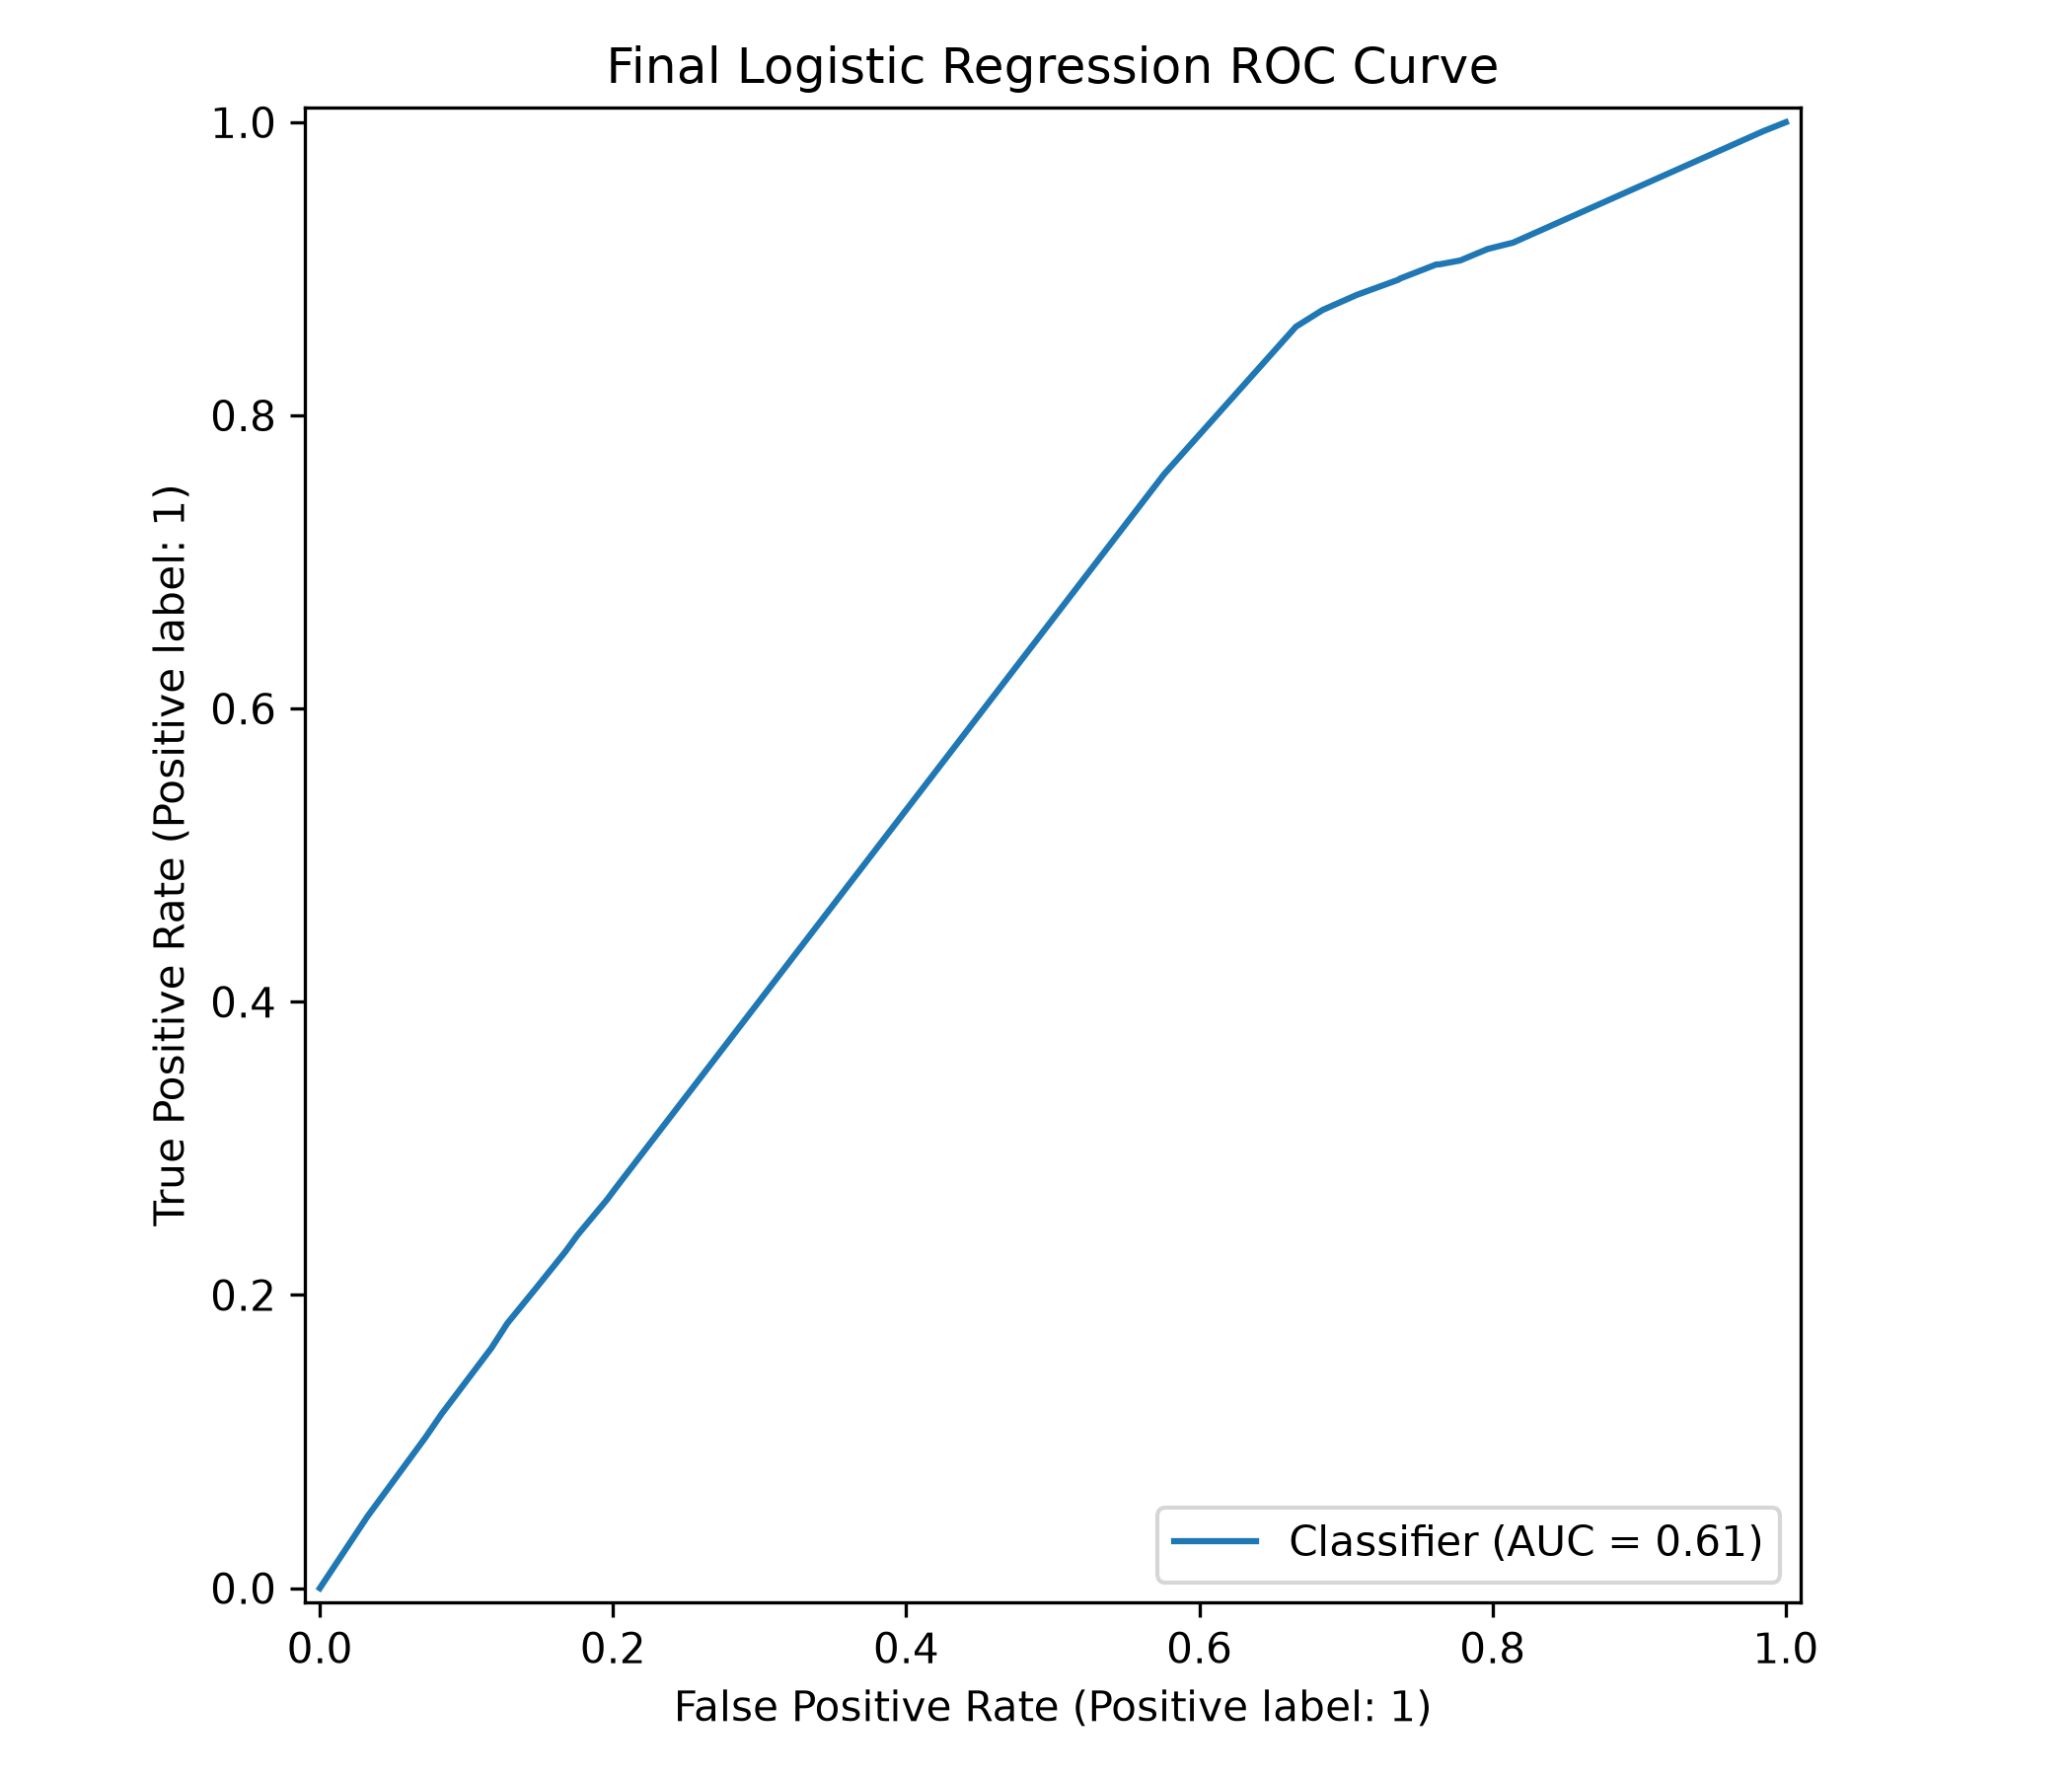 Final Logistic Regression ROC Curve
True Positive Rate (Positive label: 1)
1.0
0.8
0.6
0.4
0.2
0.0
Classifier (AUC = 0.61)
0.0 0.2 0.4 0.6 0.8 1.0
False Positive Rate (Positive label: 1)